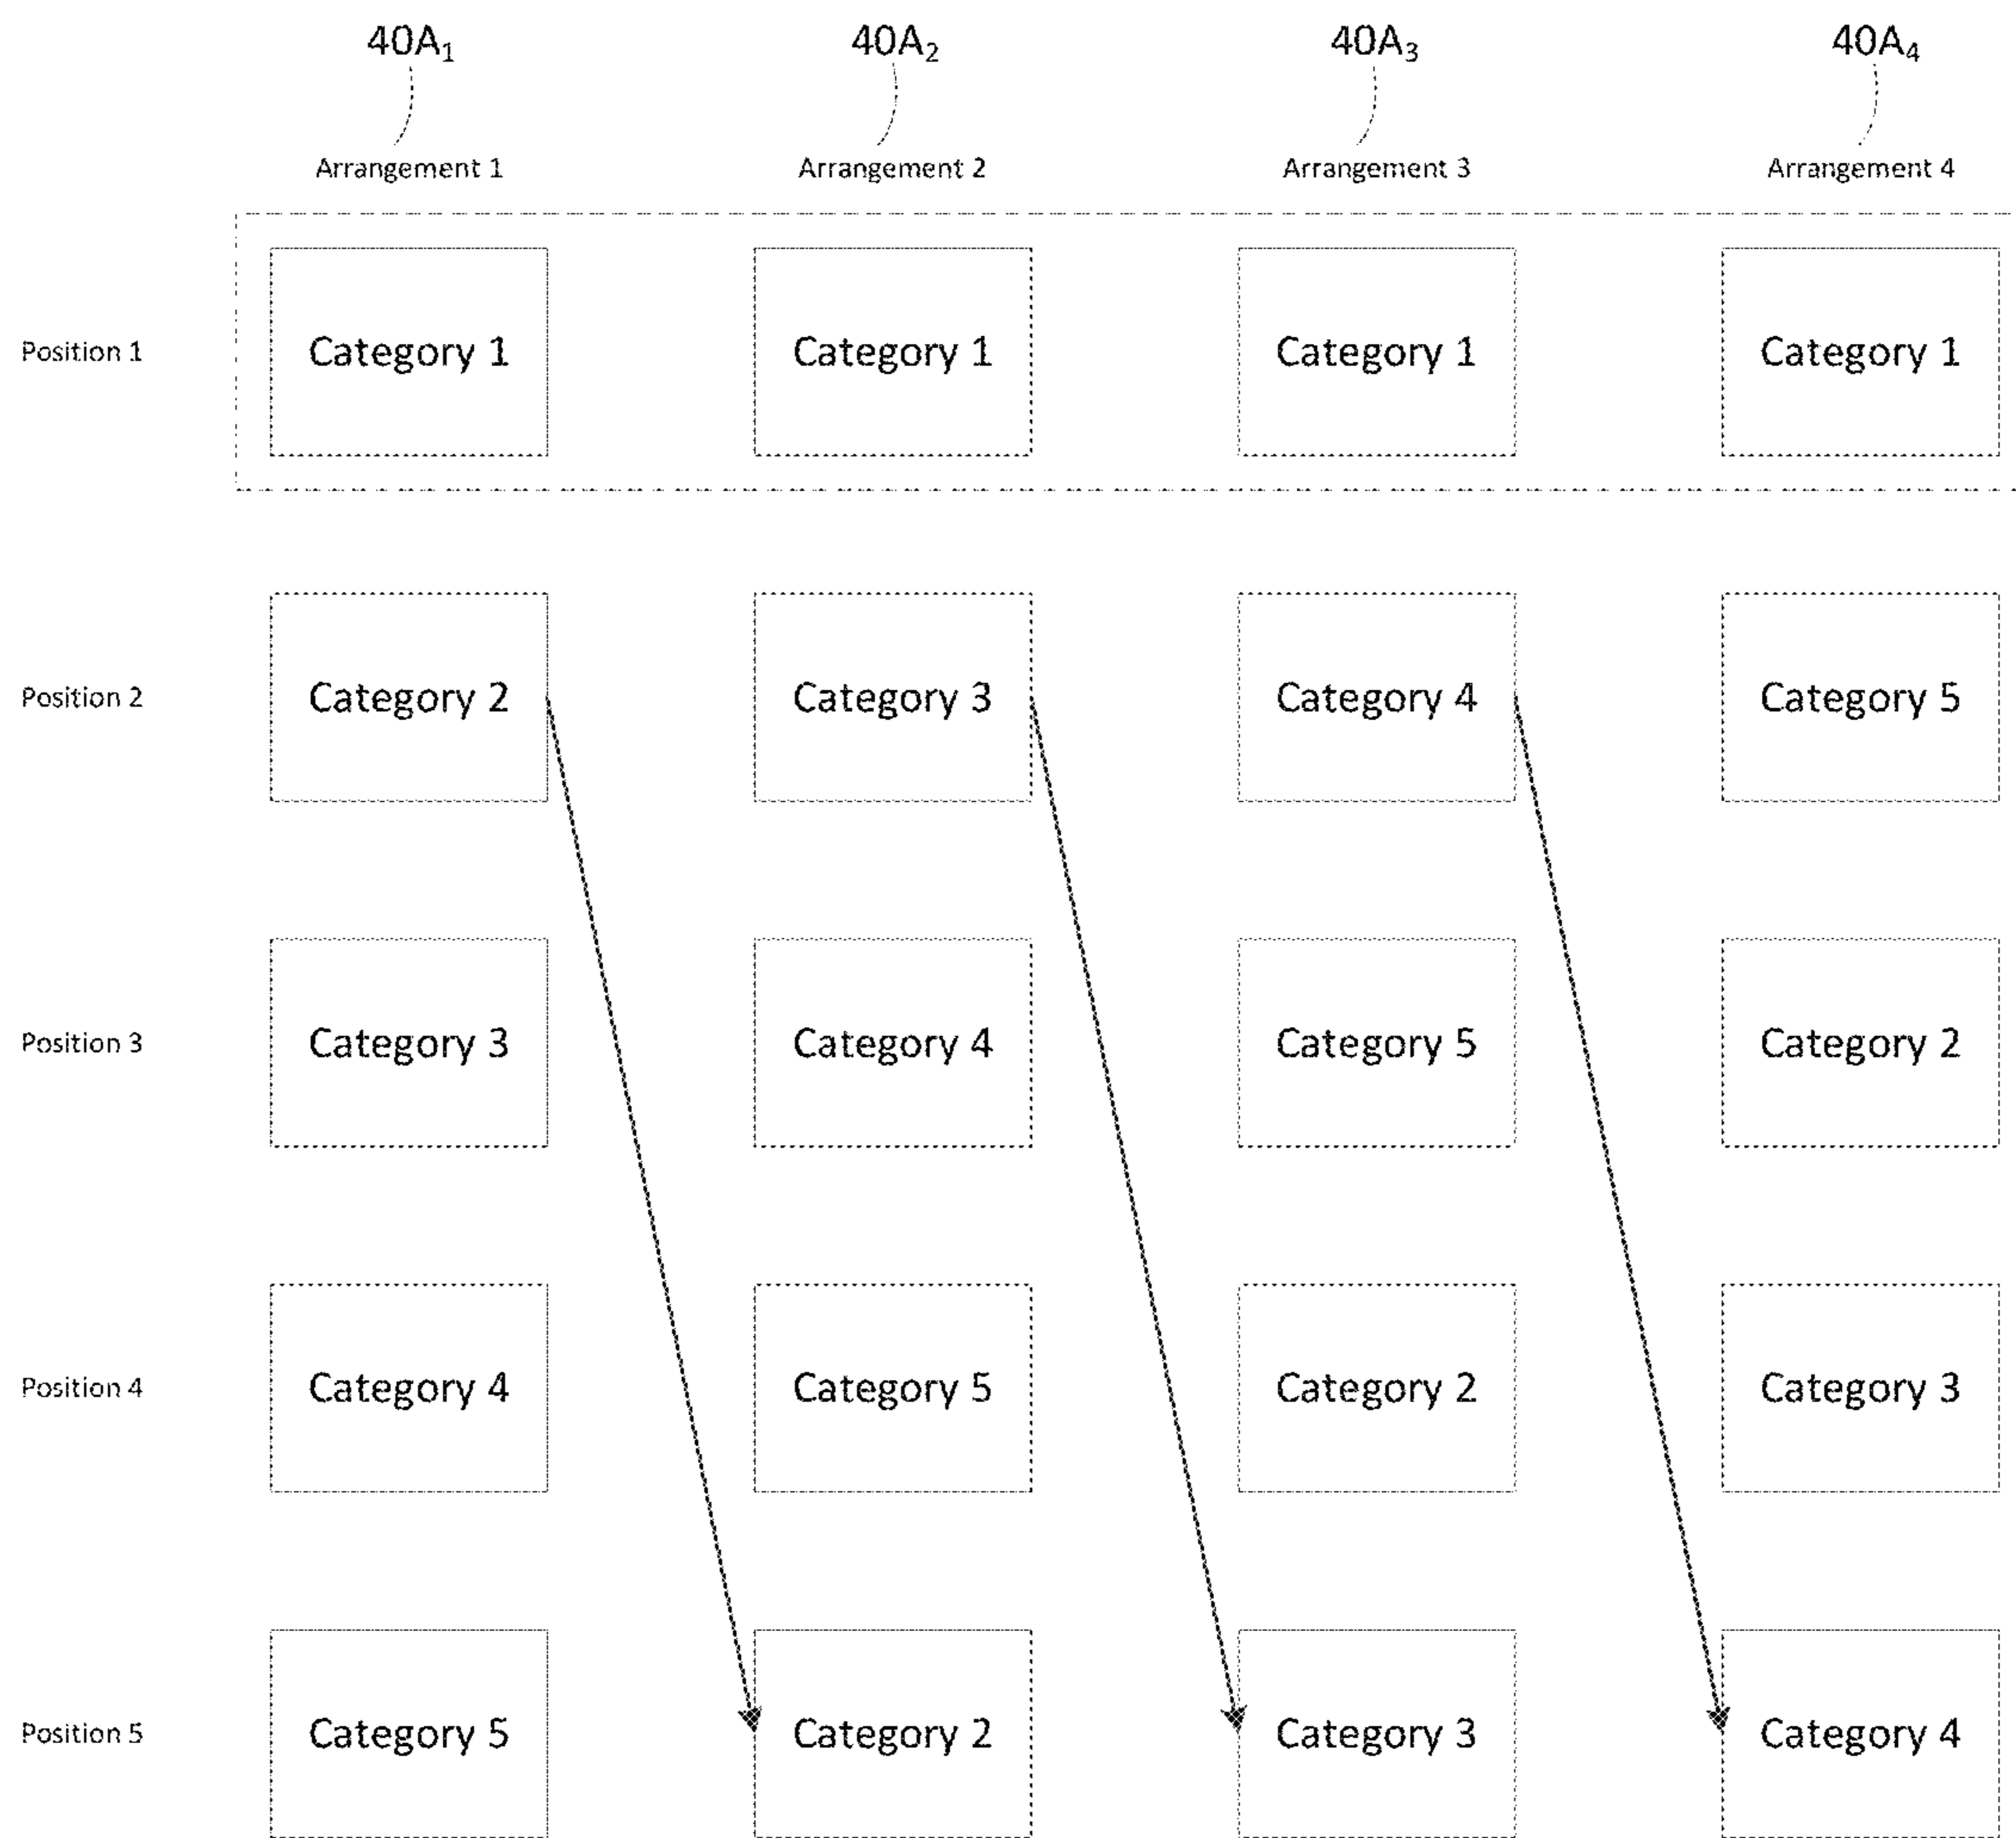 40A₁ 40A₂ 40A₃ 40A₄
Arrangement 1 Arrangement 2 Arrangement 3 Arrangement 4
Position 1 Category 1 Category 1 Category 1 Category 1
Position 2 Category 2 Category 3 Category 4 Category 5
Position 3 Category 3 Category 4 Category 5 Category 2
Position 4 Category 4 Category 5 Category 2 Category 3
Position 5 Category 5 Category 2 Category 3 Category 4